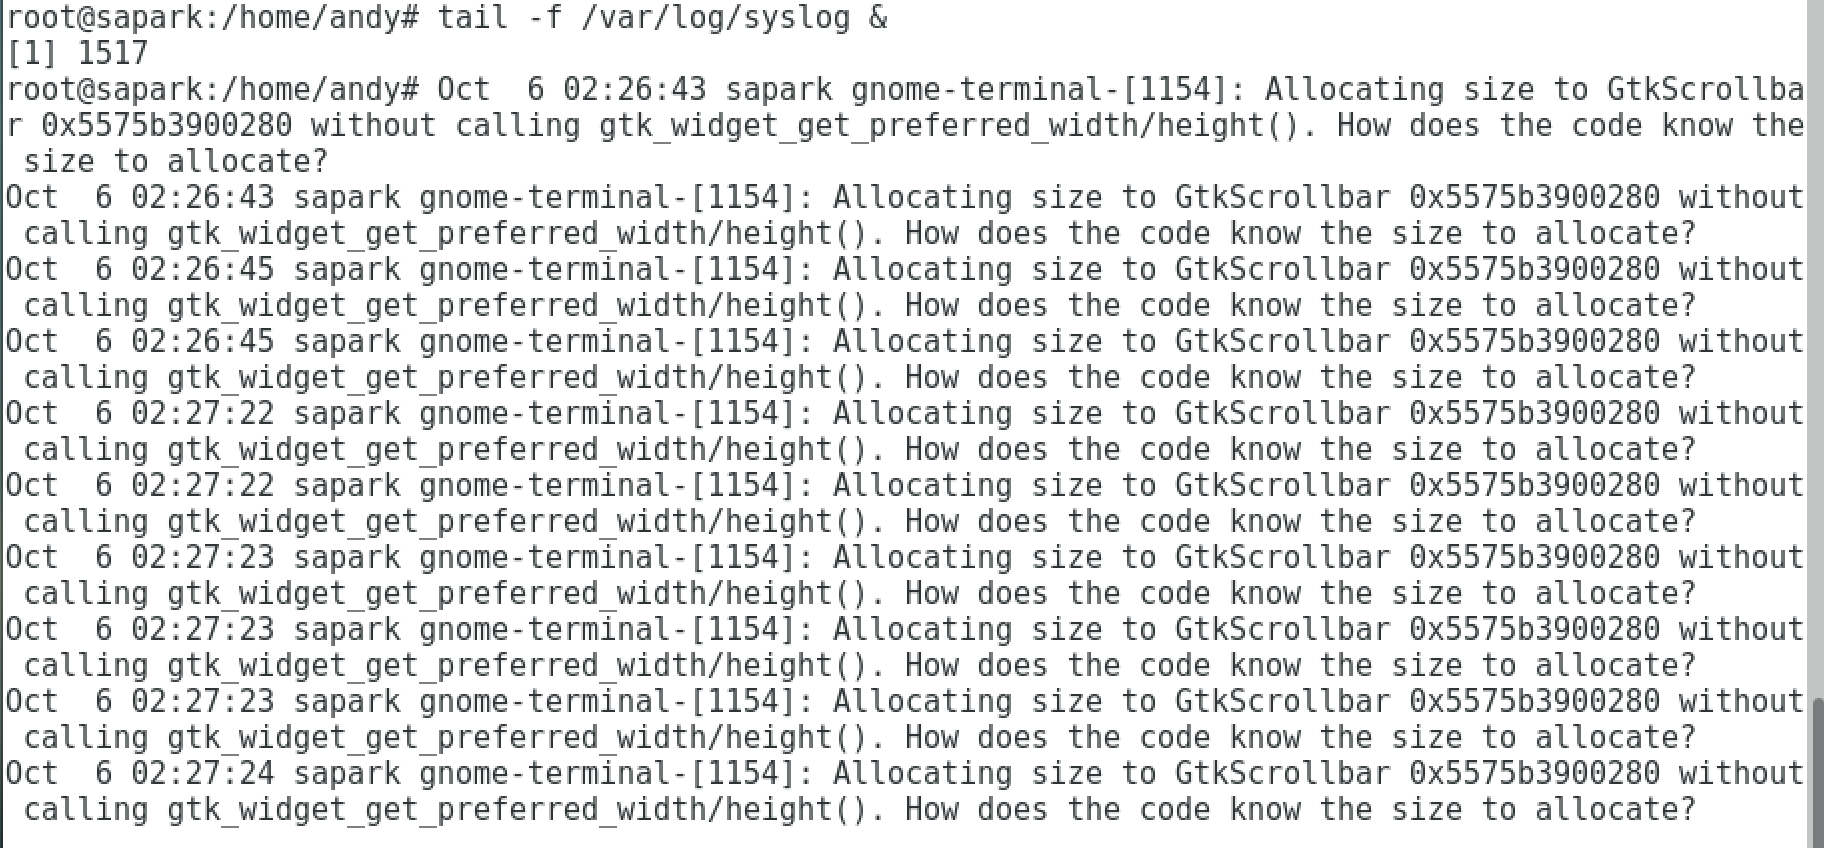 root@sapark:/home/andy# tail -f /var/log/syslog &
[1] 1517
root@sapark:/home/andy# Oct  6 02:26:43 sapark gnome-terminal-[1154]: Allocating size to GtkScrollba
r 0x5575b3900280 without calling gtk_widget_get_preferred_width/height(). How does the code know the
 size to allocate?
Oct  6 02:26:43 sapark gnome-terminal-[1154]: Allocating size to GtkScrollbar 0x5575b3900280 without
 calling gtk_widget_get_preferred_width/height(). How does the code know the size to allocate?
Oct  6 02:26:45 sapark gnome-terminal-[1154]: Allocating size to GtkScrollbar 0x5575b3900280 without
 calling gtk_widget_get_preferred_width/height(). How does the code know the size to allocate?
Oct  6 02:26:45 sapark gnome-terminal-[1154]: Allocating size to GtkScrollbar 0x5575b3900280 without
 calling gtk_widget_get_preferred_width/height(). How does the code know the size to allocate?
Oct  6 02:27:22 sapark gnome-terminal-[1154]: Allocating size to GtkScrollbar 0x5575b3900280 without
 calling gtk_widget_get_preferred_width/height(). How does the code know the size to allocate?
Oct  6 02:27:22 sapark gnome-terminal-[1154]: Allocating size to GtkScrollbar 0x5575b3900280 without
 calling gtk_widget_get_preferred_width/height(). How does the code know the size to allocate?
Oct  6 02:27:23 sapark gnome-terminal-[1154]: Allocating size to GtkScrollbar 0x5575b3900280 without
 calling gtk_widget_get_preferred_width/height(). How does the code know the size to allocate?
Oct  6 02:27:23 sapark gnome-terminal-[1154]: Allocating size to GtkScrollbar 0x5575b3900280 without
 calling gtk_widget_get_preferred_width/height(). How does the code know the size to allocate?
Oct  6 02:27:23 sapark gnome-terminal-[1154]: Allocating size to GtkScrollbar 0x5575b3900280 without
 calling gtk_widget_get_preferred_width/height(). How does the code know the size to allocate?
Oct  6 02:27:24 sapark gnome-terminal-[1154]: Allocating size to GtkScrollbar 0x5575b3900280 without
 calling gtk_widget_get_preferred_width/height(). How does the code know the size to allocate?